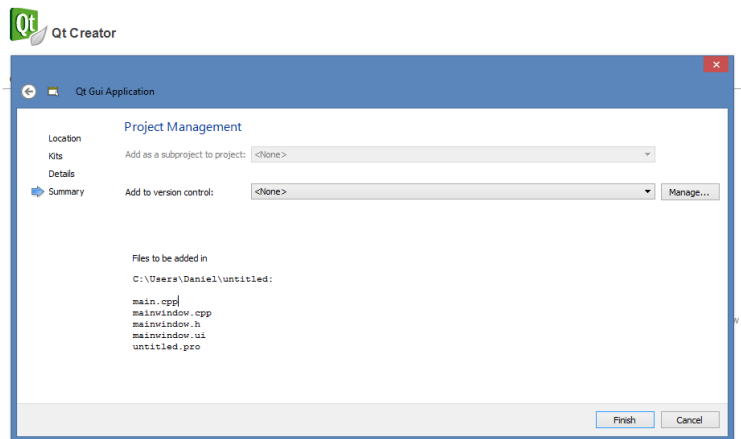 Qt Qt Creator
Qt Gui Application
Project Management
Location
Kits
Details
Summary
Add as a subproject to project: <None>
Add to version control: <None> Manage...
Files to be added in
C:\Users\Daniel\untitled:
main.cpp
mainwindow.cpp
mainwindow.h
mainwindow.ui
untitled.pro
Finish Cancel